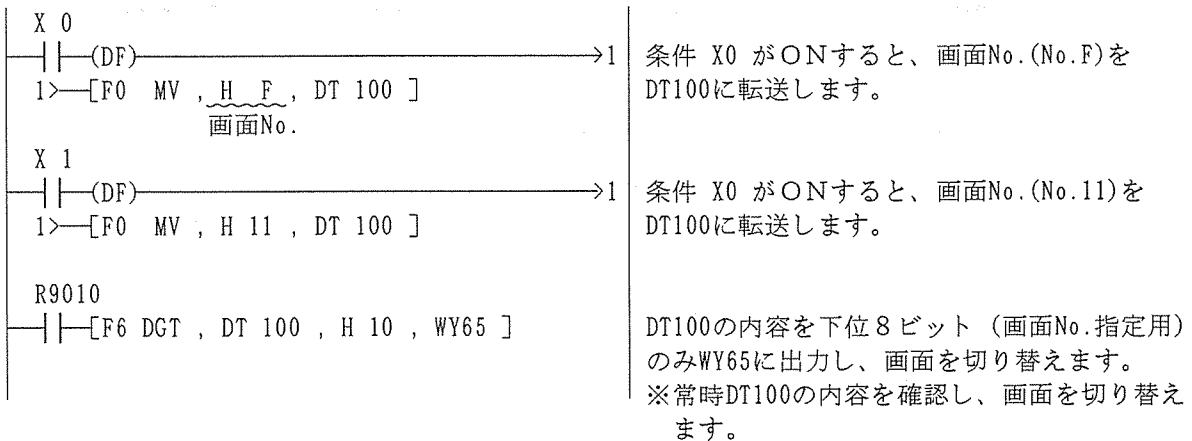 X 0
(DF) 1
1 [F0 MV , H F , DT 100 ]
画面No.
条件 X0 がONすると、画面No.(No.F)を
DT100に転送します。
X 1
(DF) 1
1 [F0 MV , H 11 , DT 100 ]
条件 X0 がONすると、画面No.(No.11)を
DT100に転送します。
R9010
[F6 DGT , DT 100 , H 10 , WY65 ]
DT100の内容を下位8ビット (画面No.指定用)
のみWY65に出力し、画面を切り替えます。
※常時DT100の内容を確認し、画面を切り替え
ます。